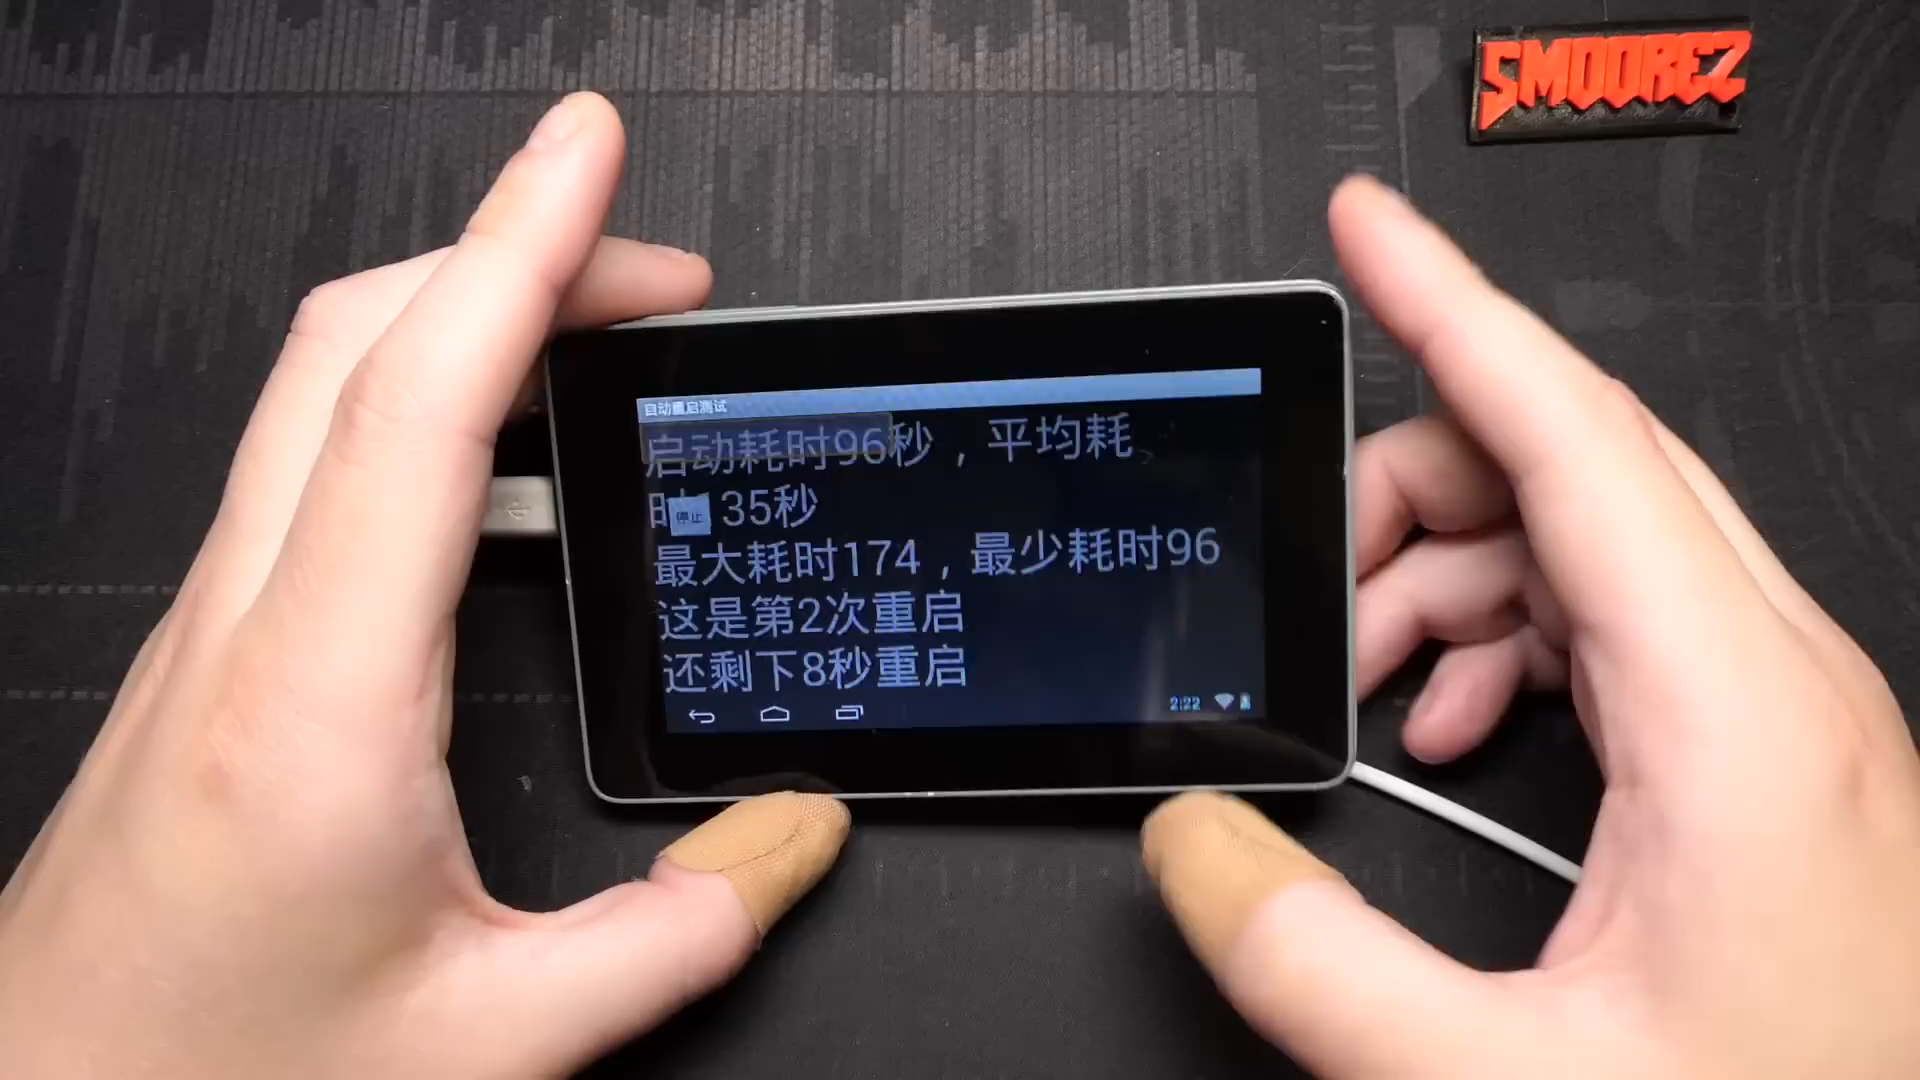 SMOOREZ
自动重启测试
启动耗时96秒，平均耗
时 35秒
停止
最大耗时174，最少耗时96
这是第2次重启
还剩下8秒重启
2:22